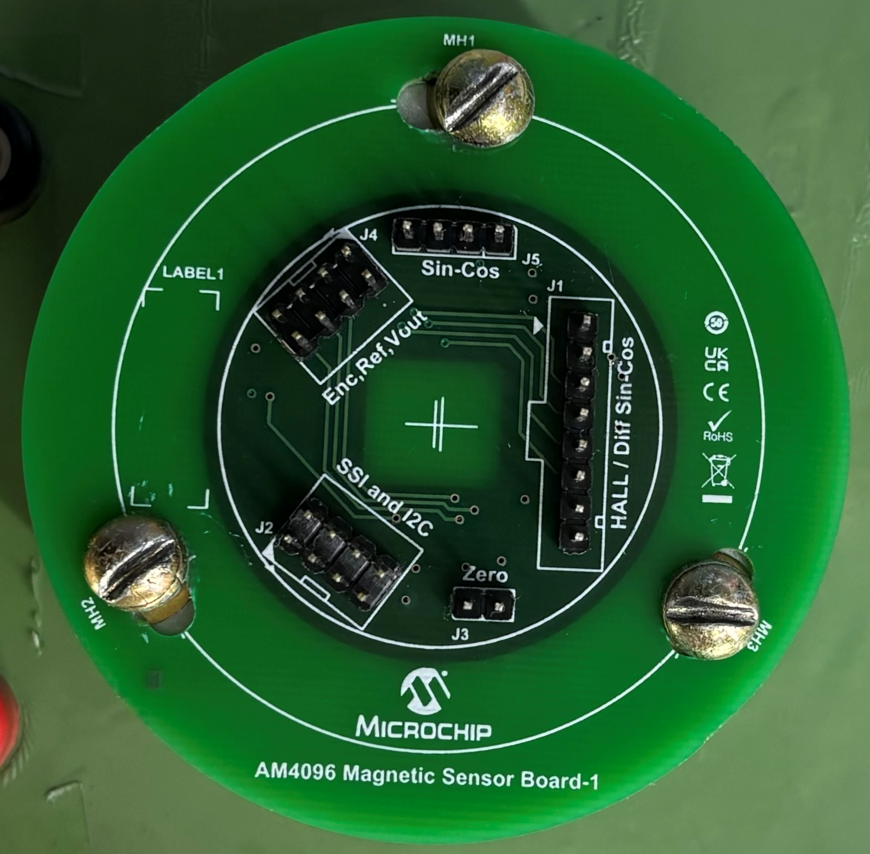 MH1
J4
Sin-Cos
J5
LABEL1
J1
Enc,Ref,Vout
HALL / Diff Sin-Cos
50
UK
CA
CE
RoHS
SSI and I2C
J2
Zero
J3
MH2
MH3
MICROCHIP
AM4096 Magnetic Sensor Board-1